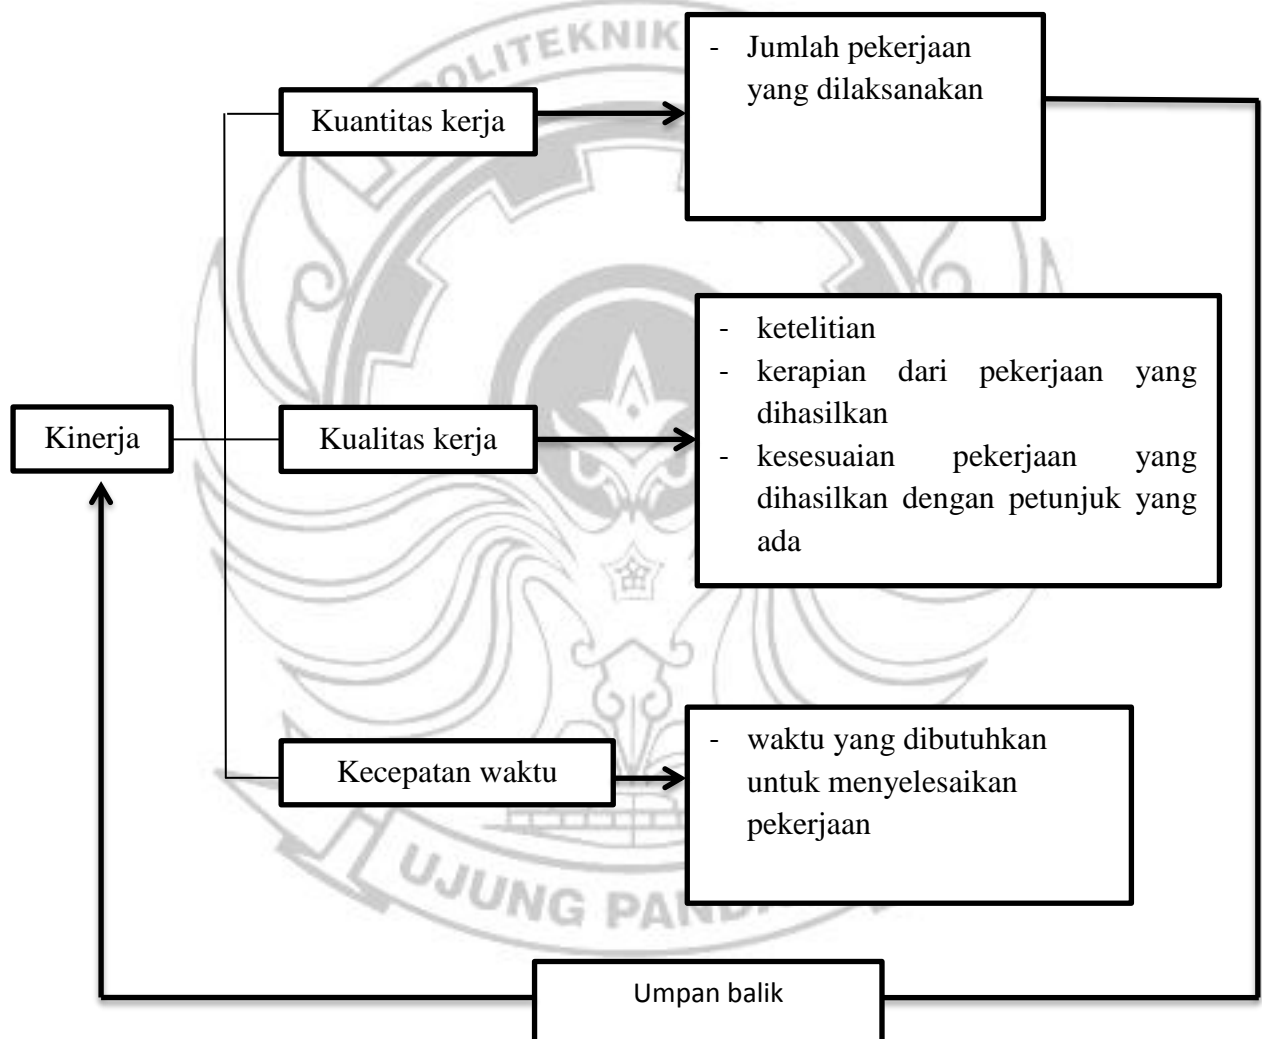 POLITEKNIK
- Jumlah pekerjaan
yang dilaksanakan
Kuantitas kerja
- ketelitian
- kerapian dari pekerjaan yang
dihasilkan
- kesesuaian pekerjaan yang
dihasilkan dengan petunjuk yang
ada
Kinerja
Kualitas kerja
- waktu yang dibutuhkan
untuk menyelesaikan
pekerjaan
Kecepatan waktu
UJUNG
Umpan balik